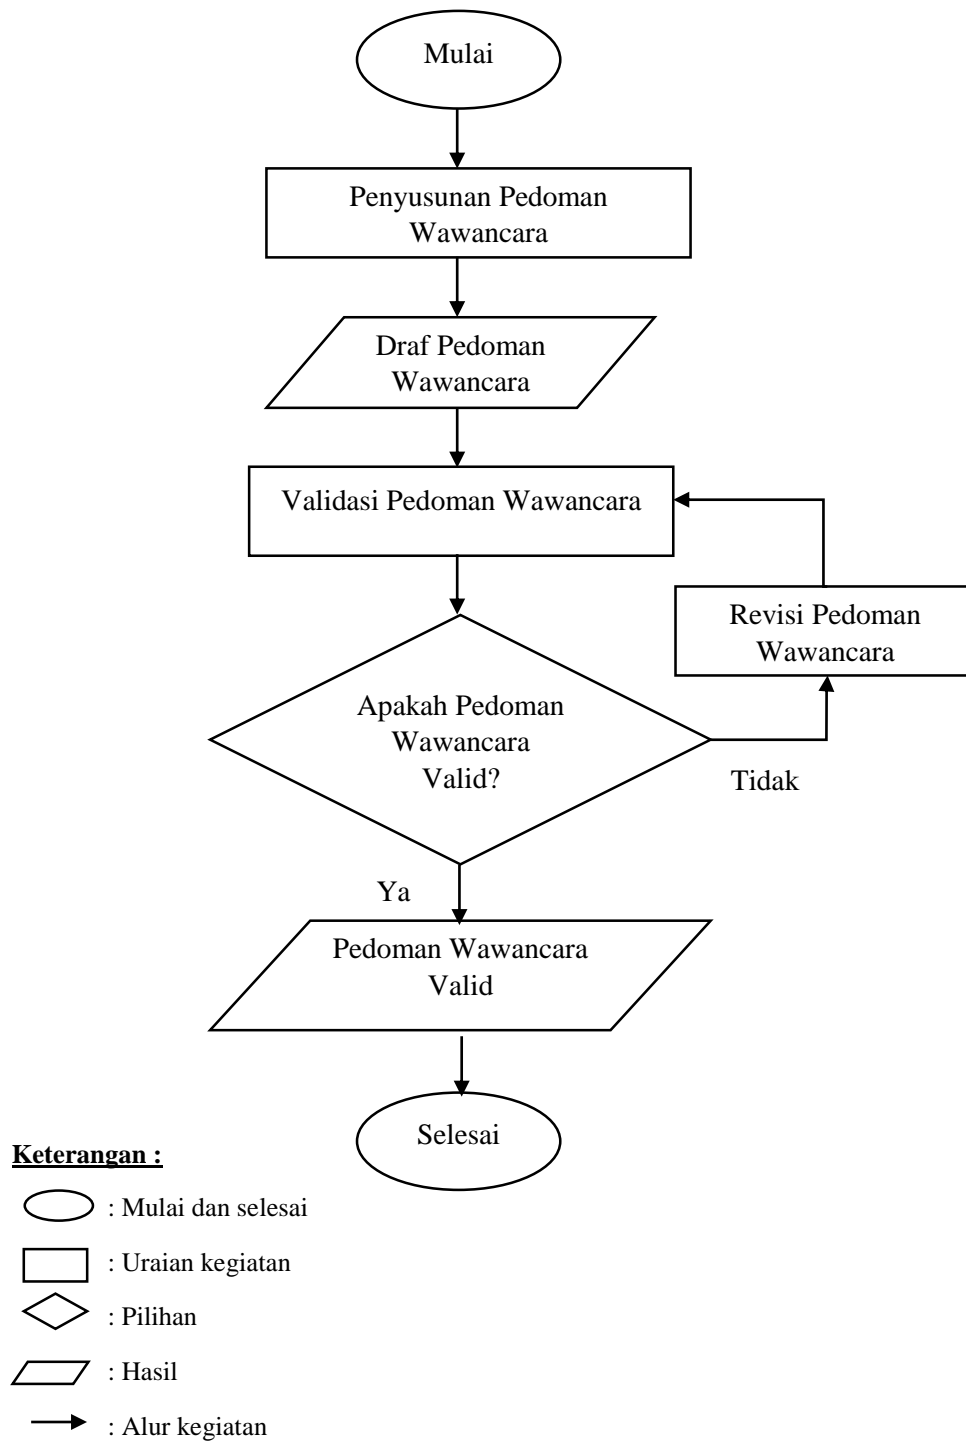 Mulai
Penyusunan Pedoman
Wawancara
Draf Pedoman
Wawancara
Validasi Pedoman Wawancara
Revisi Pedoman
Wawancara
Apakah Pedoman
Wawancara
Valid?
Tidak
Ya
Pedoman Wawancara
Valid
Selesai
Keterangan :
: Mulai dan selesai
: Uraian kegiatan
: Pilihan
: Hasil
: Alur kegiatan